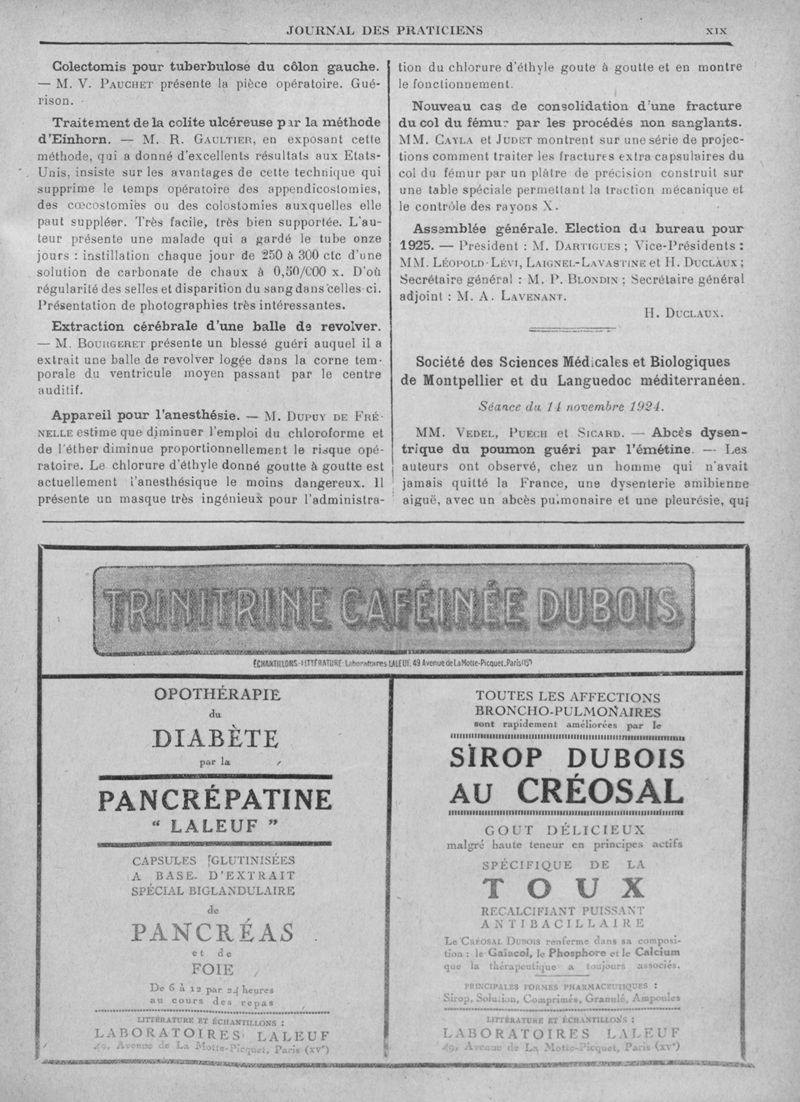 JOURNAL DES PRATICIENS
XIX
Colectomis pour tuberbulose du côlon gauche.
— M. V. PAUCHET présente la pièce opératoire. Gué-
rison.
Traitement de la colite ulcéreuse par la méthode
d'Einhorn. — M. R. GAULTIER, en exposant cette
méthode, qui a donné d'excellents résultats aux Etats-
Unis, insiste sur les avantages de cette technique qui
supprime le temps opératoire des appendicostomies,
des cœcostomies ou des colostomies auxquelles elle
paut suppléer. Très facile, très bien supportée. L'au-
teur présente une malade qui a gardé le tube onze
jours : instillation chaque jour de 250 à 300 ctc d'une
solution de carbonate de chaux à 0,50/C00 x. D'où
régularité des selles et disparition du sang dans celles-ci.
Présentation de photographies très intéressantes.
Extraction cérébrale d'une balle de revolver.
— M. BOURGERET présente un blessé guéri auquel il a
extrait une balle de revolver logée dans la corne tem-
porale du ventricule moyen passant par le centre
auditif.
Appareil pour l'anesthésie. — M. DUPUY DE FRÉ-
NELLE estime que diminuer l'emploi du chloroforme et
de l'éther diminue proportionnellement le risque opé-
ratoire. Le chlorure d'éthyle donné goutte à goutte est
actuellement l'anesthésique le moins dangereux. Il
présente un masque très ingénieux pour l'administra-
tion du chlorure d'éthyle goute à goutte et en montre
le fonctionnement.
Nouveau cas de consolidation d'une fracture
du col du fémur par les procédés non sanglants.
MM. CAYLA et JUDET montrent sur une série de projec-
tions comment traiter les fractures extra capsulaires du
col du fémur par un plâtre de précision construit sur
une table spéciale permettant la traction mécanique et
le contrôle des rayons X.
Assemblée générale. Election du bureau pour
1925. — President : M. DARTIGUES ; Vice-Présidents :
MM. LÉOPOLD-LÉVI, LAIGNEL-LAVASTINE et H. DUCLAUX ;
Secrétaire général : M. P. BLONDIN ; Secrétaire général
adjoint : M. A. LAVENANT.
H. DUCLAUX.
Société des Sciences Médicales et Biologiques
de Montpellier et du Languedoc méditerranéen.
Séance du 14 novembre 1924.
MM. VEDEL, PUECH et SICARD. — Abcès dysen-
trique du poumon guéri par l'émétine. — Les
auteurs ont observé, chez un homme qui n'avait
jamais quitté la France, une dysenterie amibienne
aiguë, avec un abcès pulmonaire et une pleurésie, qui
TRINITRINE CAFÉINÉE DUBOIS
ÉCHANTILLONS-LITTÉRATURE: Laboratoires LALEUF, 49 Avenue de La Motte-Picquet, Paris (15e)
OPOTHÉRAPIE
du
DIABÈTE
par la
PANCRÉPATINE
“ LALEUF ”
CAPSULES GLUTINISÉES
A BASE D'EXTRAIT
SPÉCIAL BIGLANDULAIRE
de
PANCRÉAS
et de
FOIE
De 6 à 12 par 24 heures
au cours des repas
LITTÉRATURE ET ÉCHANTILLONS :
LABORATOIRES LALEUF
49, Avenue de La Motte-Picquet, Paris (XVe)
TOUTES LES AFFECTIONS
BRONCHO-PULMONAIRES
sont rapidement améliorées par le
SIROP DUBOIS
AU CRÉOSAL
GOUT DÉLICIEUX
malgré haute teneur en principes actifs
SPÉCIFIQUE DE LA
TOUX
RECALCIFIANT PUISSANT
ANTIBACILLAIRE
Le CRÉOSAL DUBOIS renferme dans sa composi-
tion : le Gaïacol, le Phosphore et le Calcium
que la thérapeutique a toujours associés.
PRINCIPALES FORMES PHARMACEUTIQUES :
Sirop, Solution, Comprimés, Granulé, Ampoules
LITTÉRATURE ET ÉCHANTILLONS :
LABORATOIRES LALEUF
49, Avenue de La Motte-Picquet, Paris (XVe)